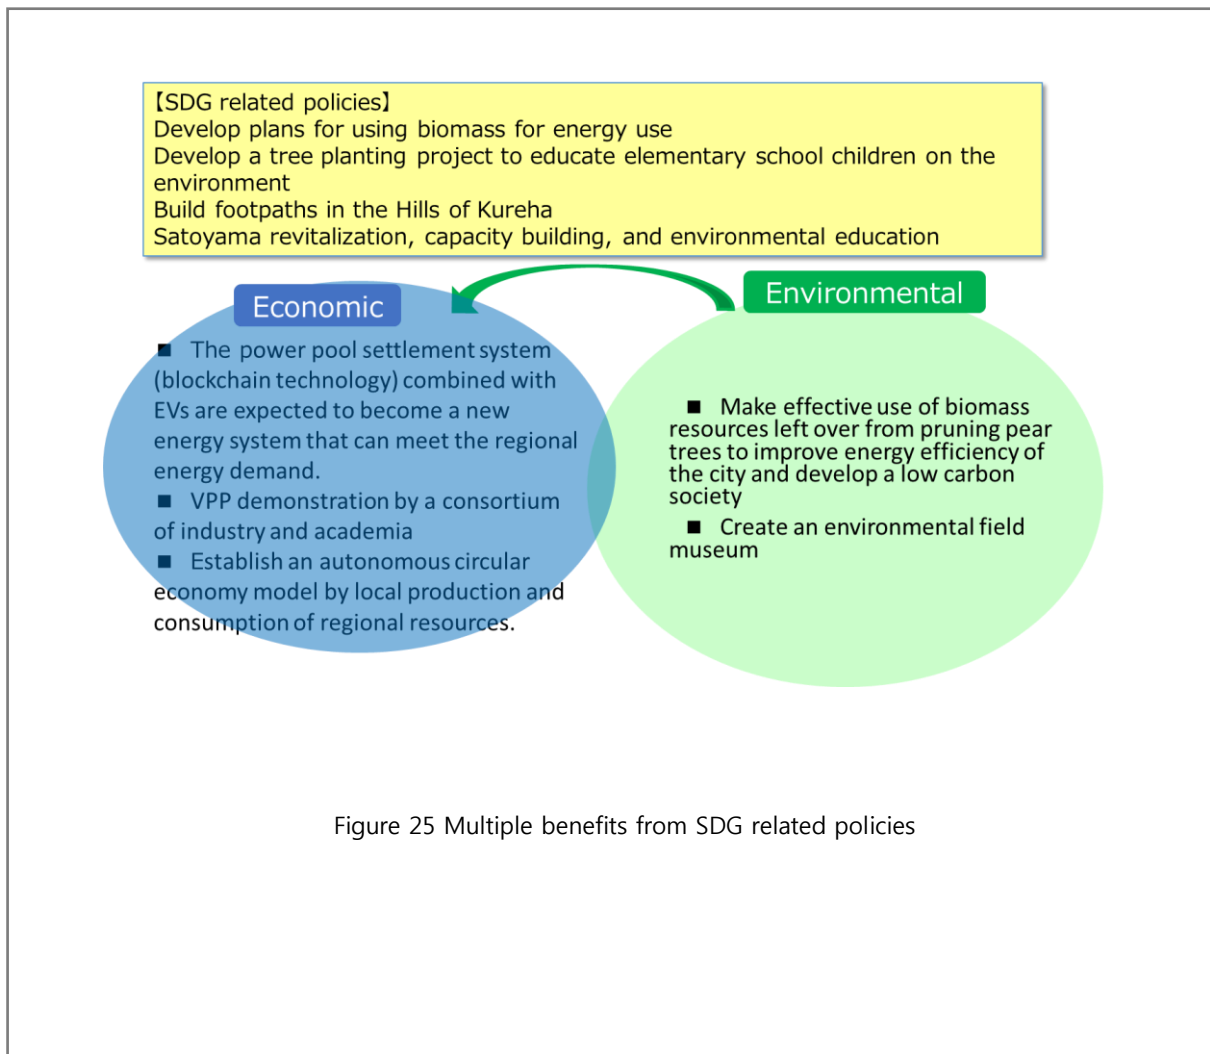 【SDG related policies】
Develop plans for using biomass for energy use
Develop a tree planting project to educate elementary school children on the
environment
Build footpaths in the Hills of Kureha
Satoyama revitalization, capacity building, and environmental education
Economic
■ The power pool settlement system
(blockchain technology) combined with
EVs are expected to become a new
energy system that can meet the regional
energy demand.
■ VPP demonstration by a consortium
of industry and academia
■ Establish an autonomous circular
economy model by local production and
consumption of regional resources.
Environmental
■ Make effective use of biomass
resources left over from pruning pear
trees to improve energy efficiency of
the city and develop a low carbon
society
■ Create an environmental field
museum
Figure 25 Multiple benefits from SDG related policies